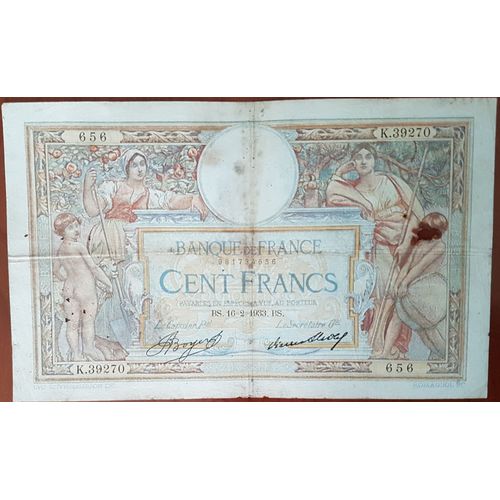 656 K.39270
BANQUE DE FRANCE
CENT FRANCS
PAYABLES EN ESPÈCES, À VUE, AU PORTEUR
BS. 16-2-1933. BS.
Le Caissier Pal Le Secrétaire Gal
K.39270 656
ROMAGNOL